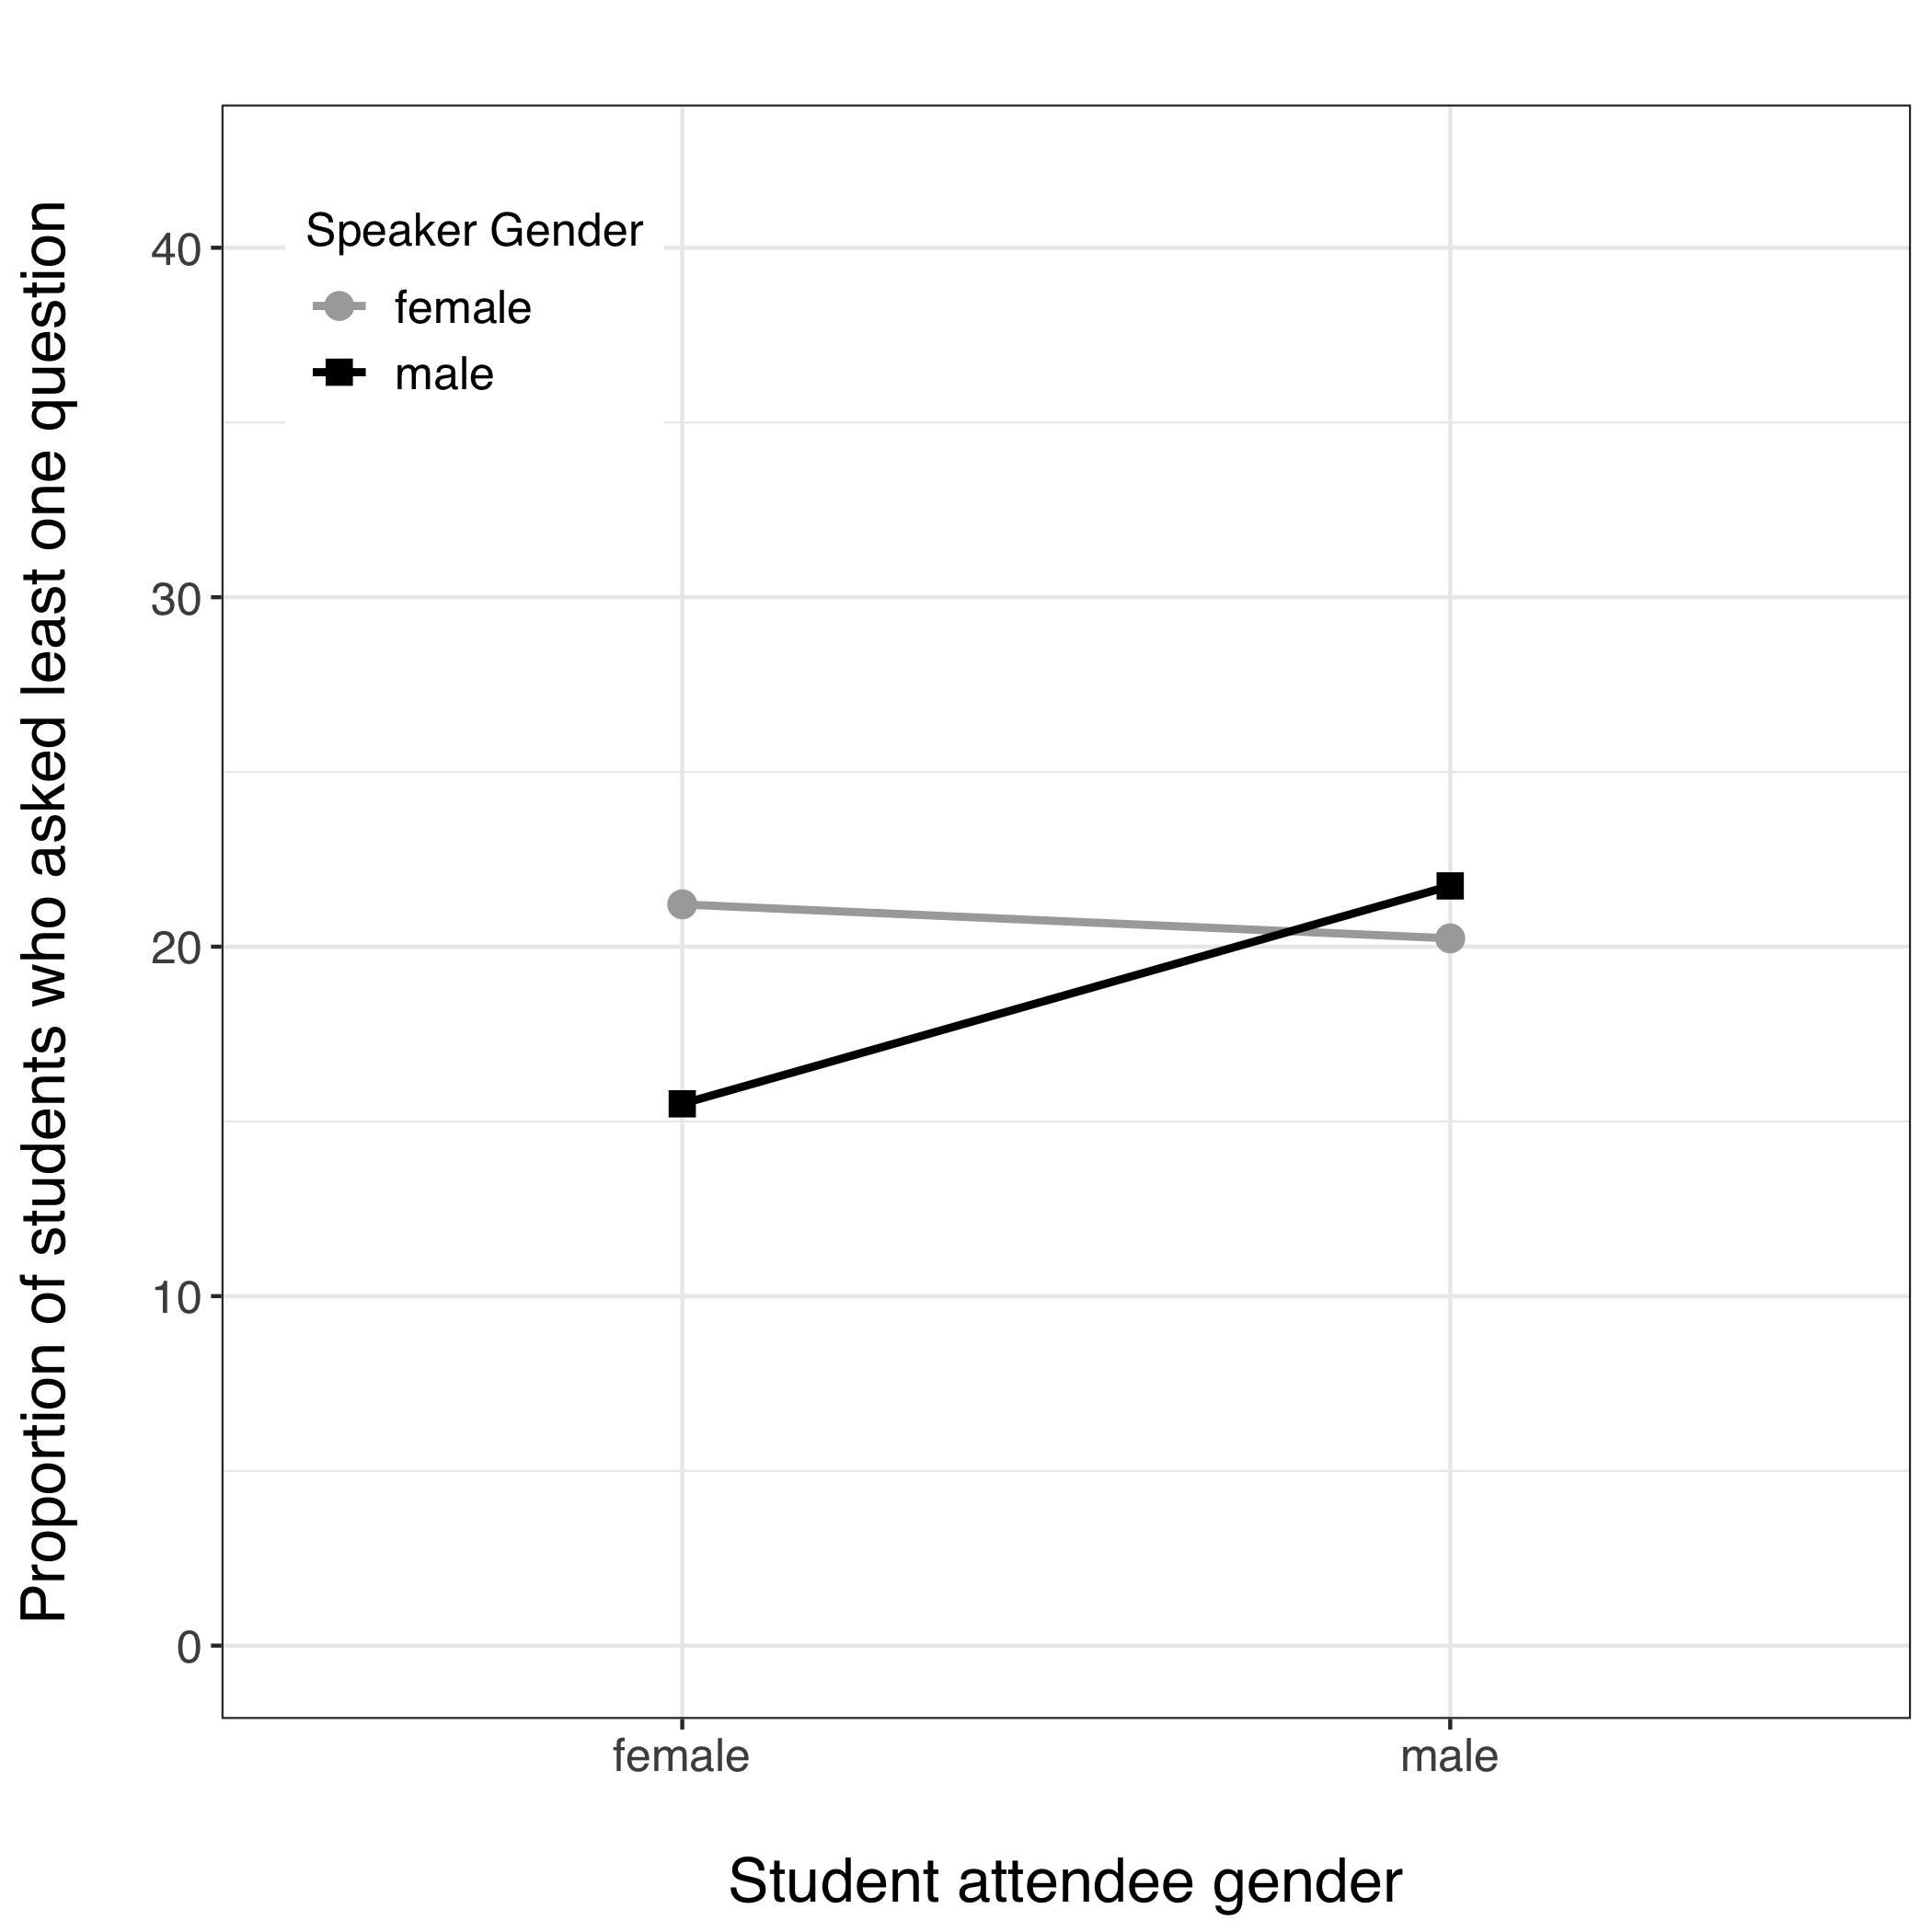 Proportion of students who asked least one question
40
30
20
10
0
Speaker Gender
female
male
female
male
Student attendee gender